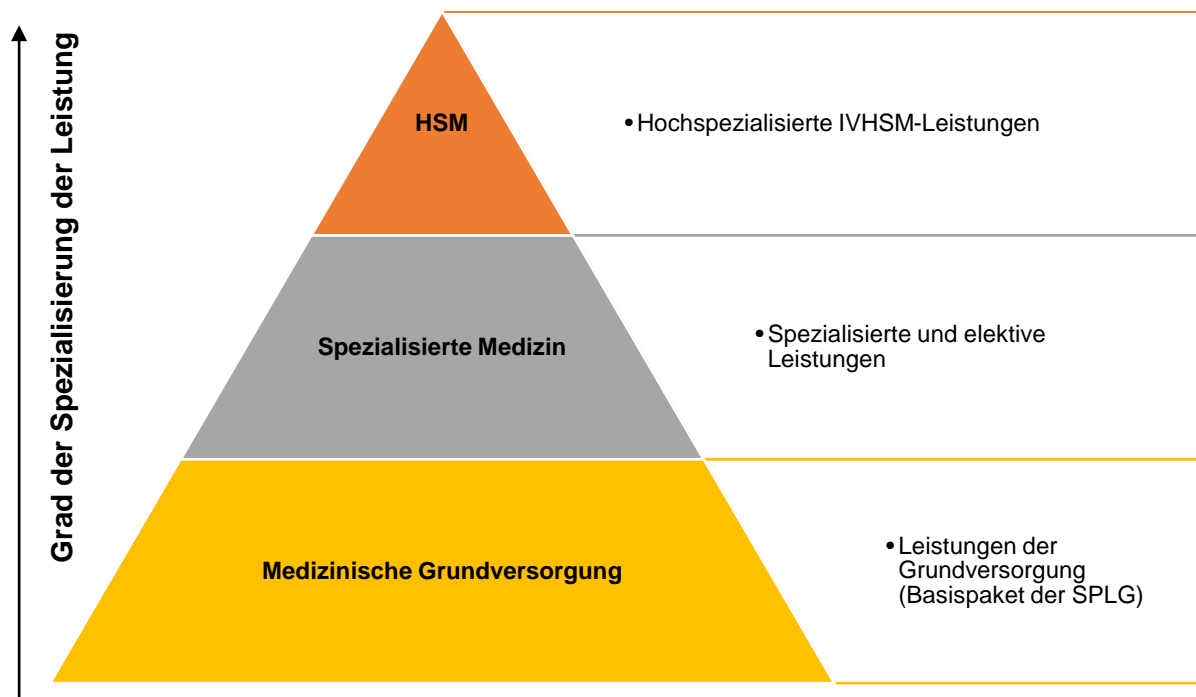 Grad der Spezialisierung der Leistung
HSM
•Hochspezialisierte IVHSM-Leistungen
Spezialisierte Medizin
•Spezialisierte und elektive
Leistungen
Medizinische Grundversorgung
•Leistungen der
Grundversorgung
(Basispaket der SPLG)